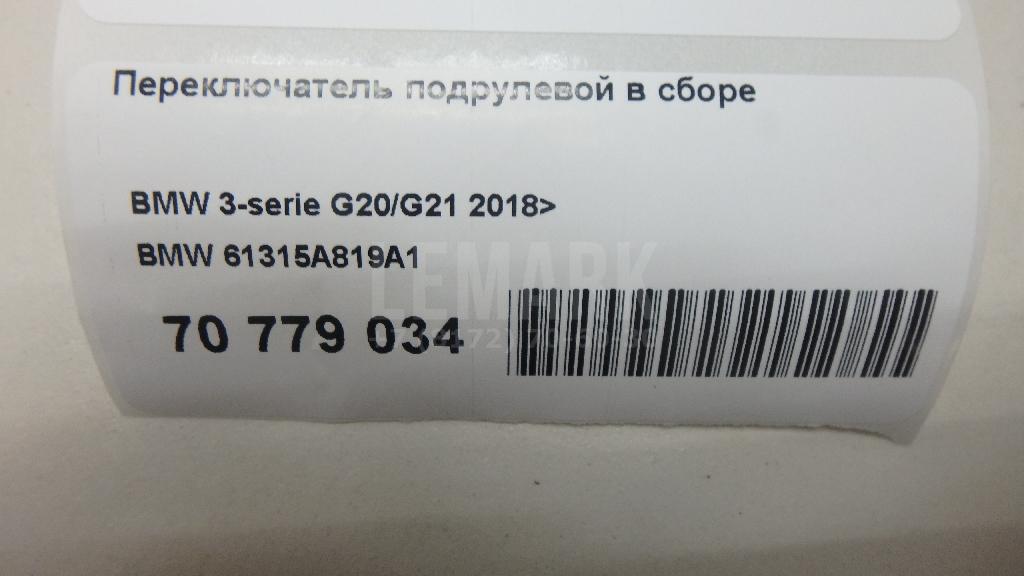 Переключатель подрулевой в сборе
BMW 3-serie G20/G21 2018>
BMW 61315A819A1
LEMARK
70 779 034